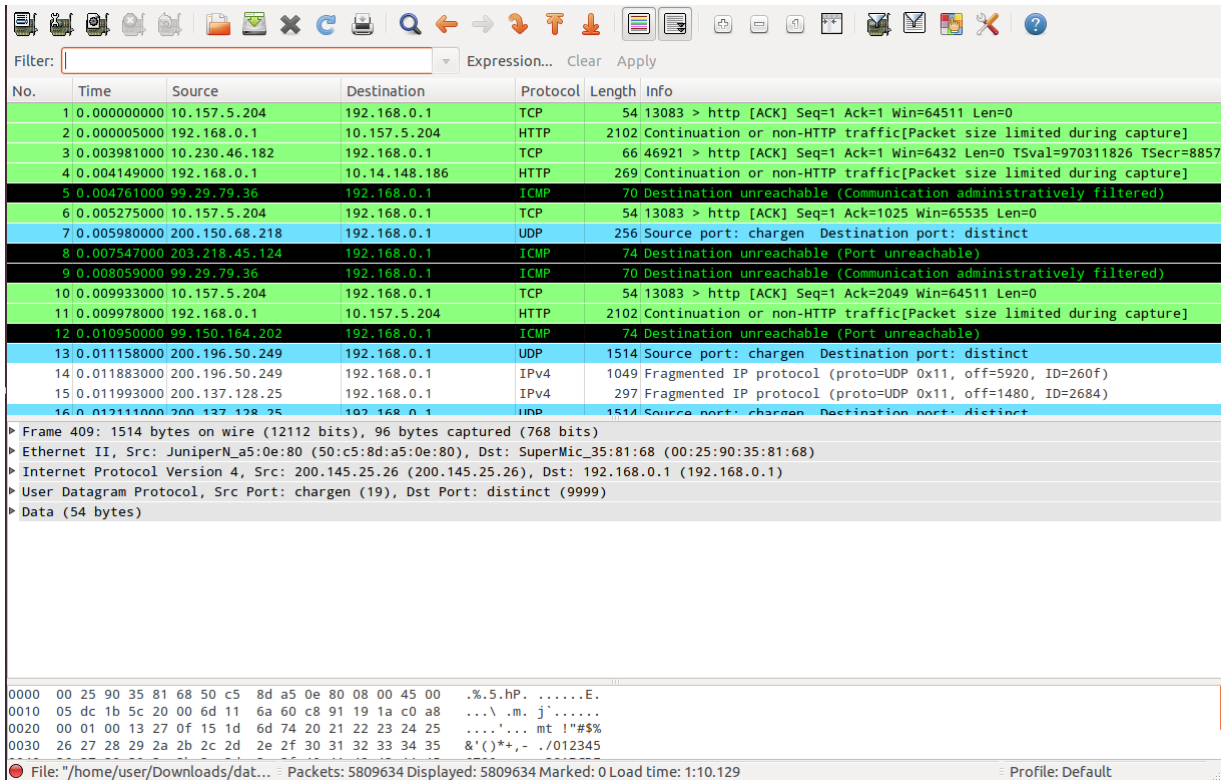 Filter: Expression... Clear Apply
No. Time Source Destination Protocol Length Info
1 0.000000000 10.157.5.204 192.168.0.1 TCP 54 13083 > http [ACK] Seq=1 Ack=1 Win=64511 Len=0
2 0.000005000 192.168.0.1 10.157.5.204 HTTP 2102 Continuation or non-HTTP traffic[Packet size limited during capture]
3 0.003981000 10.230.46.182 192.168.0.1 TCP 66 46921 > http [ACK] Seq=1 Ack=1 Win=6432 Len=0 TSval=970311826 TSecr=8857
4 0.004149000 192.168.0.1 10.14.148.186 HTTP 269 Continuation or non-HTTP traffic[Packet size limited during capture]
5 0.004761000 99.29.79.36 192.168.0.1 ICMP 70 Destination unreachable (Communication administratively filtered)
6 0.005275000 10.157.5.204 192.168.0.1 TCP 54 13083 > http [ACK] Seq=1 Ack=1025 Win=65535 Len=0
7 0.005980000 200.150.68.218 192.168.0.1 UDP 256 Source port: chargen Destination port: distinct
8 0.007547000 203.218.45.124 192.168.0.1 ICMP 74 Destination unreachable (Port unreachable)
9 0.008059000 99.29.79.36 192.168.0.1 ICMP 70 Destination unreachable (Communication administratively filtered)
10 0.009933000 10.157.5.204 192.168.0.1 TCP 54 13083 > http [ACK] Seq=1 Ack=2049 Win=64511 Len=0
11 0.009978000 192.168.0.1 10.157.5.204 HTTP 2102 Continuation or non-HTTP traffic[Packet size limited during capture]
12 0.010950000 99.150.164.202 192.168.0.1 ICMP 74 Destination unreachable (Port unreachable)
13 0.011158000 200.196.50.249 192.168.0.1 UDP 1514 Source port: chargen Destination port: distinct
14 0.011883000 200.196.50.249 192.168.0.1 IPv4 1049 Fragmented IP protocol (proto=UDP 0x11, off=5920, ID=260f)
15 0.011993000 200.137.128.25 192.168.0.1 IPv4 297 Fragmented IP protocol (proto=UDP 0x11, off=1480, ID=2684)
16 0.012111000 200.137.128.25 192.168.0.1 UDP 1514 Source port: chargen Destination port: distinct
Frame 409: 1514 bytes on wire (12112 bits), 96 bytes captured (768 bits)
Ethernet II, Src: JuniperN_a5:0e:80 (50:c5:8d:a5:0e:80), Dst: SuperMic_35:81:68 (00:25:90:35:81:68)
Internet Protocol Version 4, Src: 200.145.25.26 (200.145.25.26), Dst: 192.168.0.1 (192.168.0.1)
User Datagram Protocol, Src Port: chargen (19), Dst Port: distinct (9999)
Data (54 bytes)
0000 00 25 90 35 81 68 50 c5 8d a5 0e 80 08 00 45 00 .%.5.hP. ......E.
0010 05 dc 1b 5c 20 00 6d 11 6a 60 c8 91 19 1a c0 a8 ...\ .m. j`......
0020 00 01 00 13 27 0f 15 1d 6d 74 20 21 22 23 24 25 ....'... mt !"#$%
0030 26 27 28 29 2a 2b 2c 2d 2e 2f 30 31 32 33 34 35 &'()*+,- ./012345
File: "/home/user/Downloads/dat... Packets: 5809634 Displayed: 5809634 Marked: 0 Load time: 1:10.129 Profile: Default